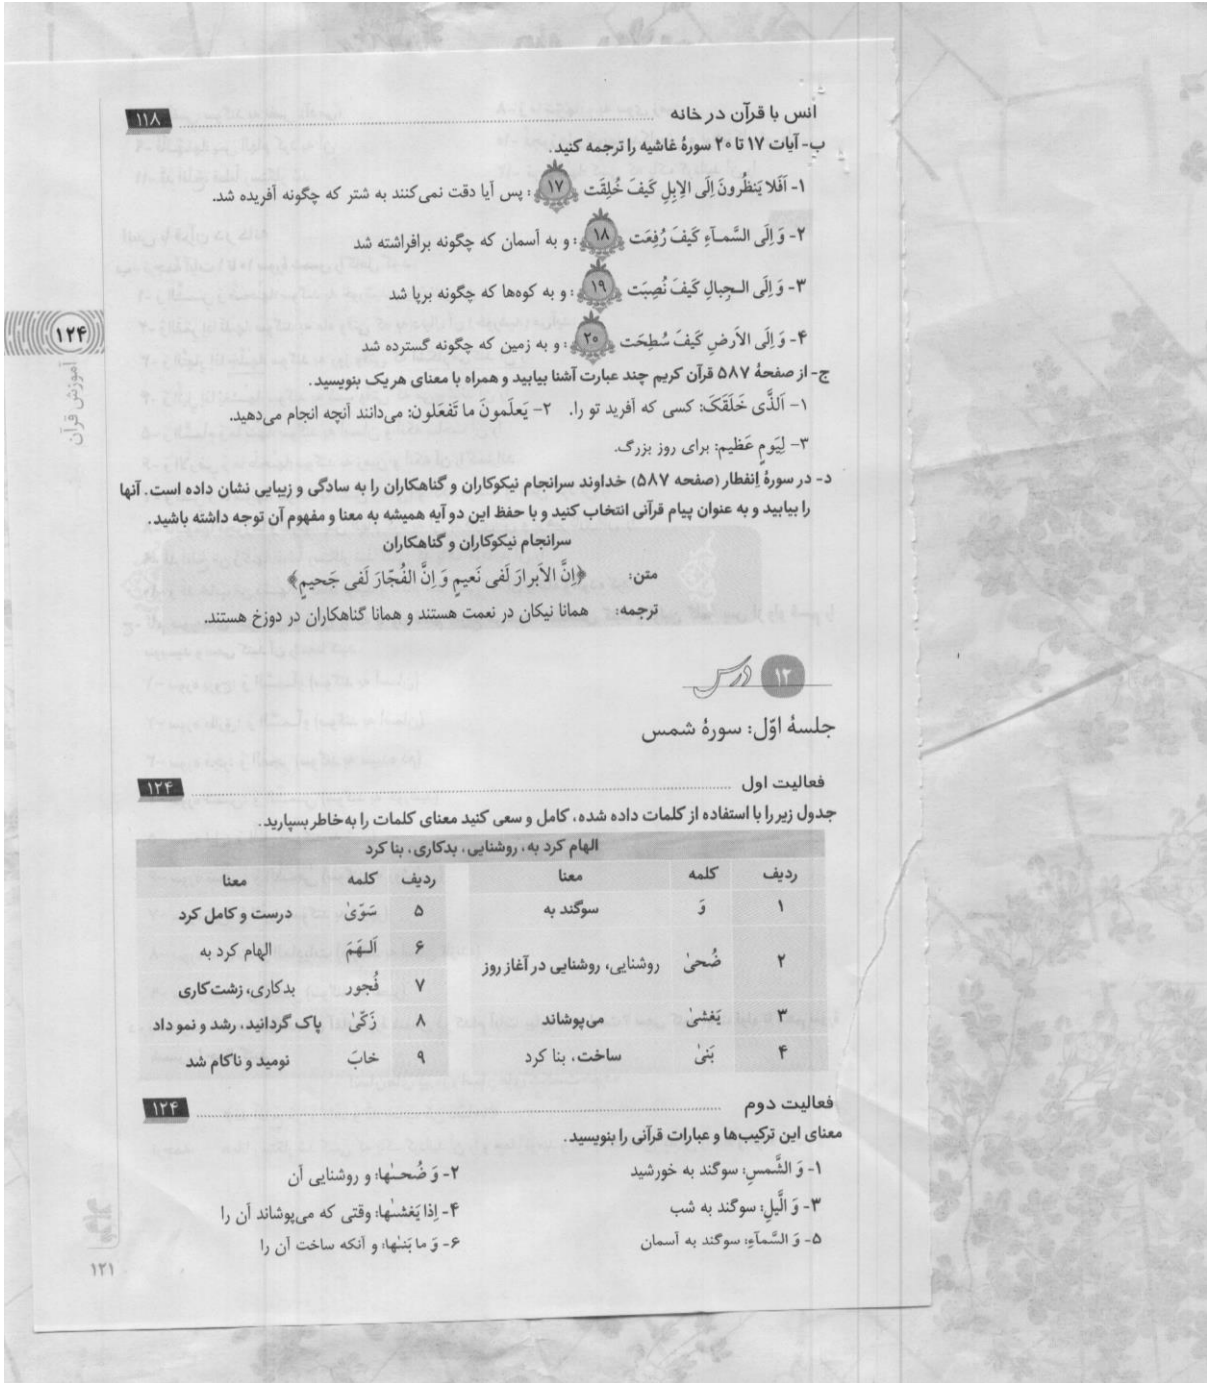 انس با قرآن در خانه ۱۱۸
ب- آیات ۱۷ تا ۲۰ سورۀ غاشیه را ترجمه کنید.
۱- اَفَلا یَنظُرونَ اِلَی الاِبِلِ کَیفَ خُلِقَت ۱۷: پس آیا دقت نمی‌کنند به شتر که چگونه آفریده شد.
۲- وَ اِلَی السَّمـآءِ کَیفَ رُفِعَت ۱۸: و به آسمان که چگونه برافراشته شد
۳- وَ اِلَی الـجِبالِ کَیفَ نُصِبَت ۱۹: و به کوه‌ها که چگونه برپا شد
۴- وَ اِلَی الاَرضِ کَیفَ سُطِحَت ۲۰: و به زمین که چگونه گسترده شد
ج- از صفحۀ ۵۸۷ قرآن کریم چند عبارت آشنا بیابید و همراه با معنای هر یک بنویسید.
۱- اَلَّذی خَلَقَکَ: کسی که آفرید تو را. ۲- یَعلَمونَ ما تَفعَلون: می‌دانند آنچه انجام می‌دهید.
۳- لِیَومٍ عَظیم: برای روز بزرگ.
د- در سورۀ اِنفطار (صفحه ۵۸۷) خداوند سرانجام نیکوکاران و گناهکاران را به سادگی و زیبایی نشان داده است. آنها
را بیابید و به عنوان پیام قرآنی انتخاب کنید و با حفظ این دو آیه همیشه به معنا و مفهوم آن توجه داشته باشید.
سرانجام نیکوکاران و گناهکاران
متن: ﴿اِنَّ الاَبرارَ لَفی نَعیمٍ وَ اِنَّ الفُجّارَ لَفی جَحیمٍ﴾
ترجمه: همانا نیکان در نعمت هستند و همانا گناهکاران در دوزخ هستند.
۱۲۴
آموزش قرآن
درس ۱۲
جلسۀ اوّل: سورۀ شمس
فعالیت اول ۱۲۴
جدول زیر را با استفاده از کلمات داده شده، کامل و سعی کنید معنای کلمات را به‌خاطر بسپارید.
الهام کرد به، روشنایی، بدکاری، بنا کرد
ردیف کلمه معنا ردیف کلمه معنا
۱ وَ سوگند به ۵ سَوّیٰ درست و کامل کرد
۲ ضُحیٰ روشنایی، روشنایی در آغاز روز ۶ اَلـهَمَ الهام کرد به
۷ فُجور بدکاری، زشت‌کاری
۳ یَغشیٰ می‌پوشاند ۸ زَکّیٰ پاک گردانید، رشد و نمو داد
۴ بَنیٰ ساخت، بنا کرد ۹ خابَ نومید و ناکام شد
فعالیت دوم ۱۲۴
معنای این ترکیب‌ها و عبارات قرآنی را بنویسید.
۱- وَ الشَّمسِ: سوگند به خورشید ۲- وَ ضُحـىٰها: و روشنایی آن
۳- وَ الَّیلِ: سوگند به شب ۴- اِذا یَغشىٰها: وقتی که می‌پوشاند آن را
۵- وَ السَّمآءِ: سوگند به آسمان ۶- وَ ما بَنىٰها: و آنکه ساخت آن را
۱۲۱